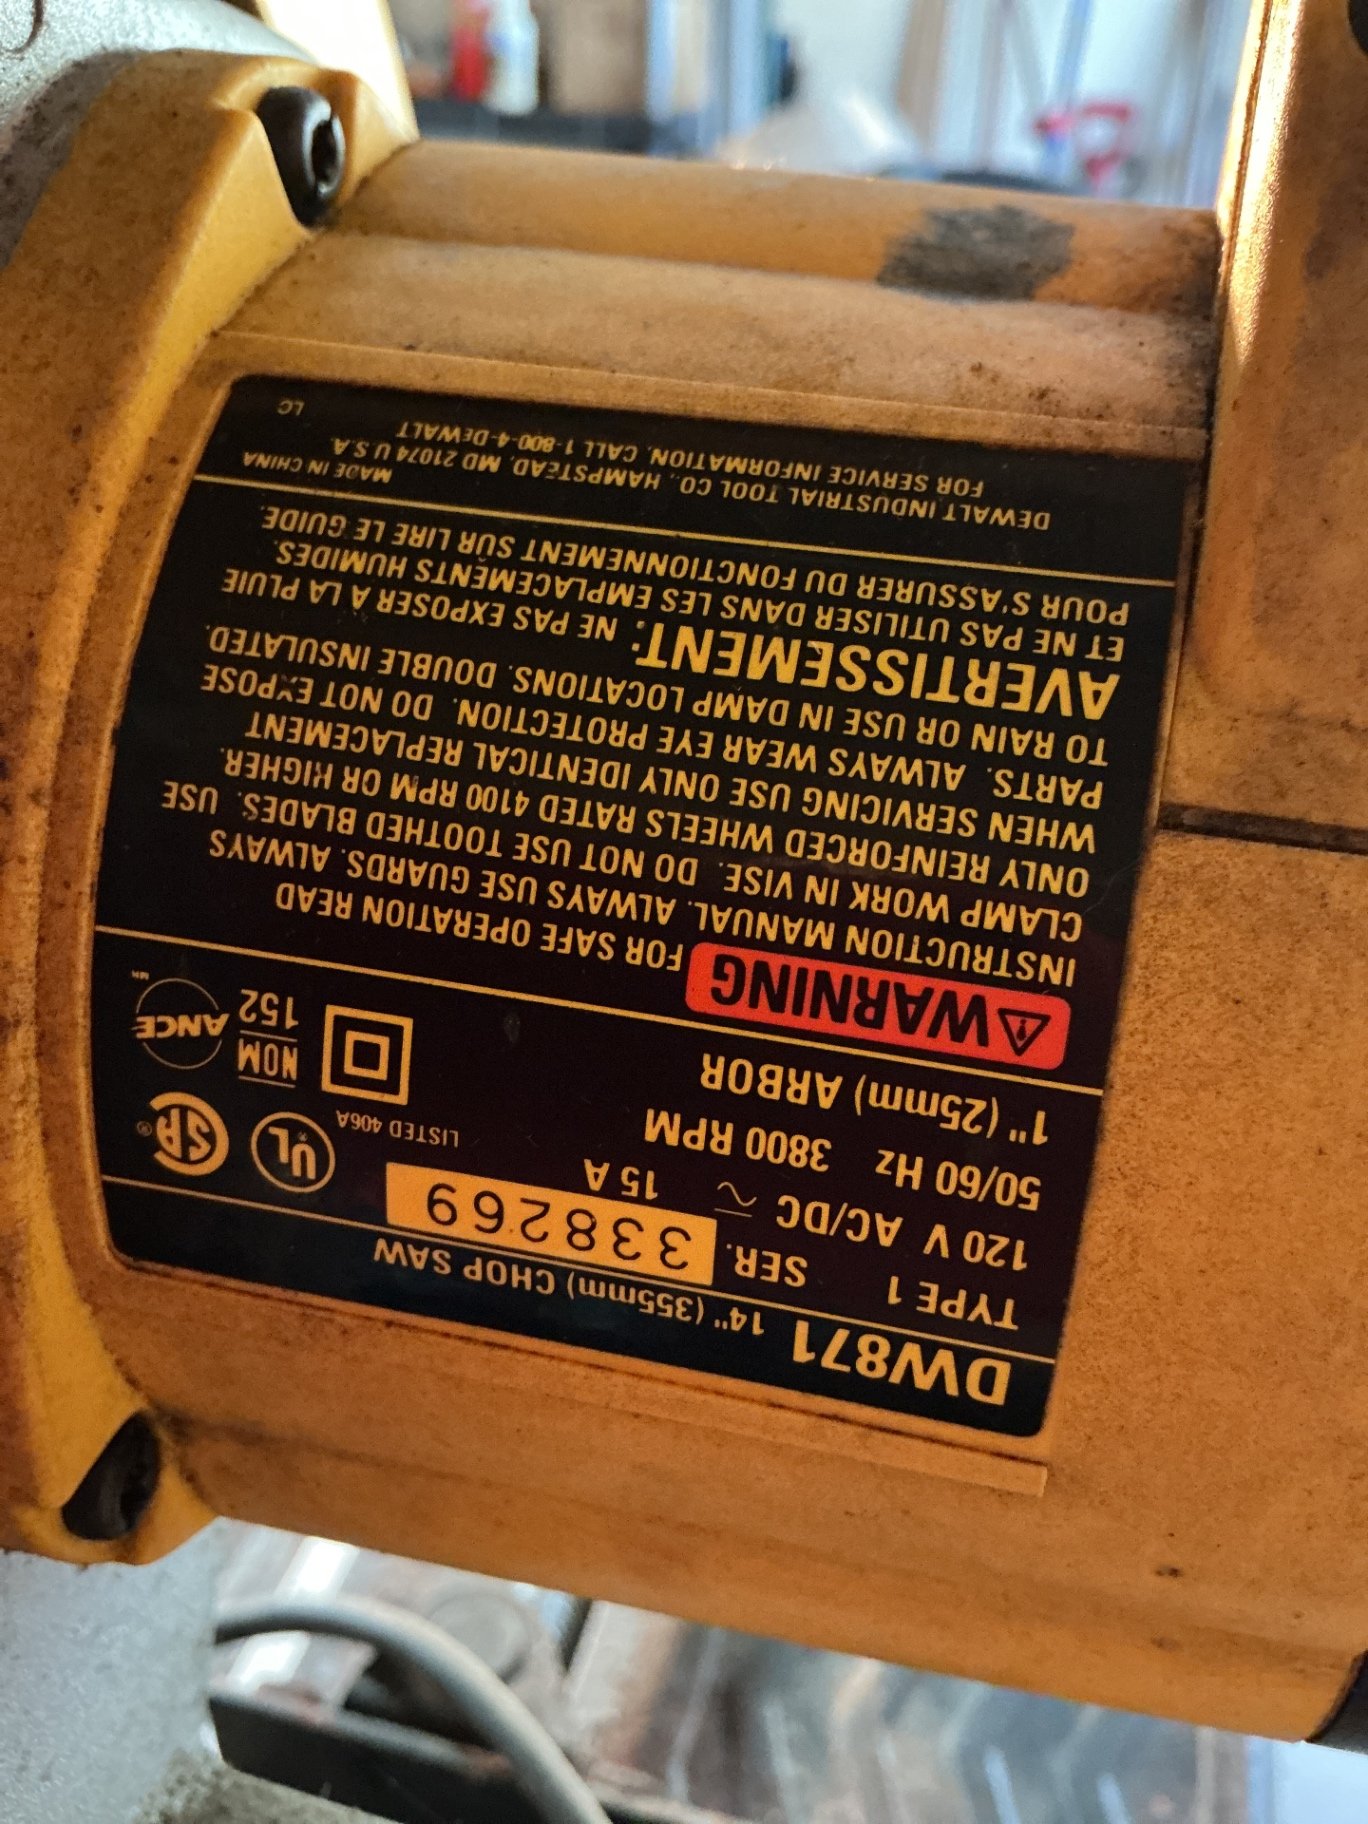 DW871 14" (355mm) CHOP SAW
TYPE 1 SER. 338269
120 V AC/DC 15 A
50/60 Hz 3800 RPM
1" (25mm) ARBOR
LISTED 406A
UL
SA ®
NOM
152
ANCE
MR
WARNING FOR SAFE OPERATION READ
INSTRUCTION MANUAL. ALWAYS USE GUARDS. ALWAYS
CLAMP WORK IN VISE. DO NOT USE TOOTHED BLADES. USE
ONLY REINFORCED WHEELS RATED 4100 RPM OR HIGHER.
WHEN SERVICING USE ONLY IDENTICAL REPLACEMENT
PARTS. ALWAYS WEAR EYE PROTECTION. DO NOT EXPOSE
TO RAIN OR USE IN DAMP LOCATIONS. DOUBLE INSULATED.
AVERTISSEMENT: NE PAS EXPOSER A LA PLUIE
ET NE PAS UTILISER DANS LES EMPLACEMENTS HUMIDES.
POUR S'ASSURER DU FONCTIONNEMENT SUR LIRE LE GUIDE.
DEWALT INDUSTRIAL TOOL CO., HAMPSTEAD, MD 21074 U.S.A.
MADE IN CHINA
FOR SERVICE INFORMATION, CALL 1-800-4-DEWALT
LC